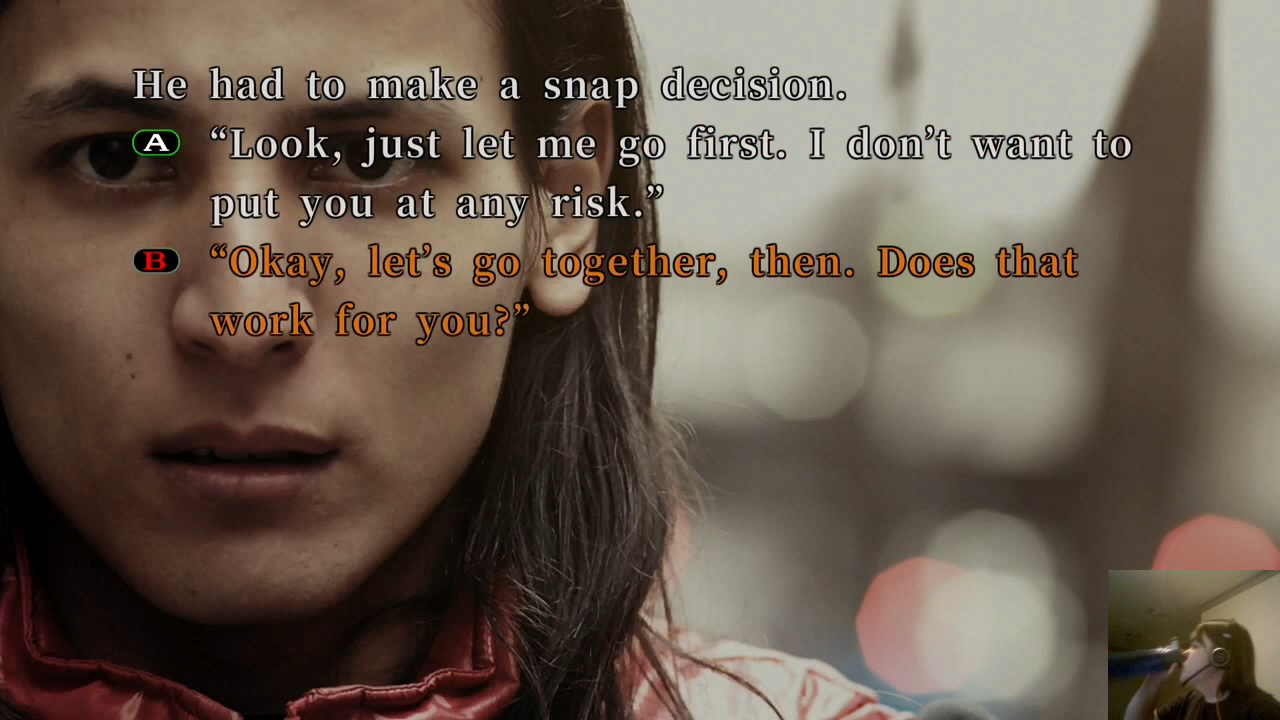 He had to make a snap decision.
A “Look, just let me go first. I don’t want to
put you at any risk.”
B “Okay, let’s go together, then. Does that
work for you?”